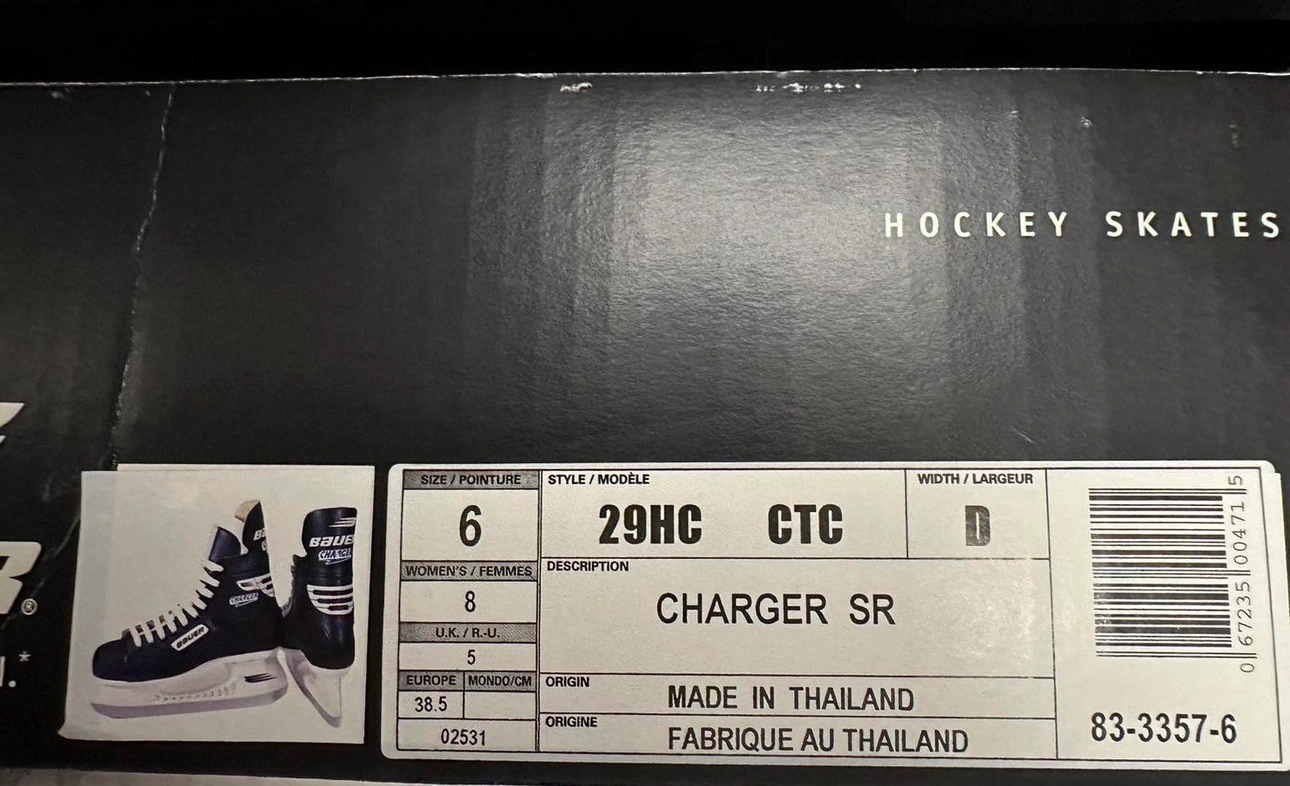 HOCKEY SKATES
R®
BAUER
CHARGER
BAUER
SIZE / POINTURE
6
WOMEN'S / FEMMES
8
U.K. / R.-U.
5
EUROPE MONDO/CM
38.5
02531
STYLE / MODÈLE
29HC CTC
WIDTH / LARGEUR
D
DESCRIPTION
CHARGER SR
ORIGIN
MADE IN THAILAND
ORIGINE
FABRIQUE AU THAILAND
0 67235 00471 5
83-3357-6